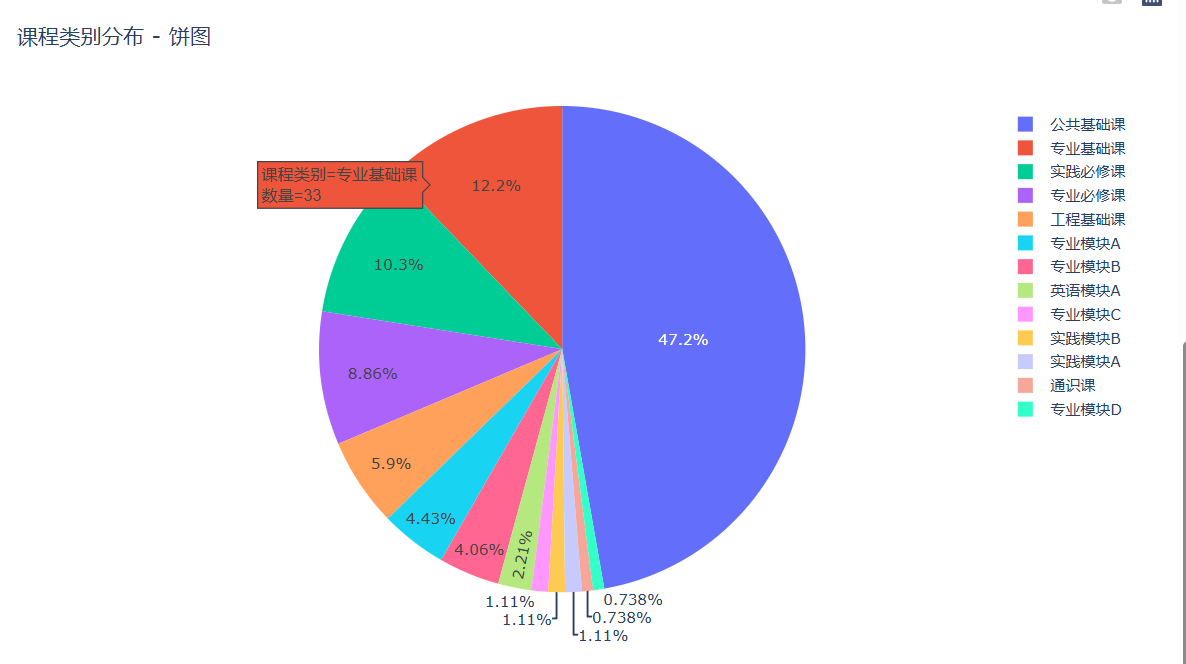 课程类别分布 - 饼图
课程类别=专业基础课
数量=33
12.2%
10.3%
47.2%
8.86%
5.9%
4.43%
4.06%
2.21%
1.11%
1.11%
1.11%
0.738%
0.738%
公共基础课
专业基础课
实践必修课
专业必修课
工程基础课
专业模块A
专业模块B
英语模块A
专业模块C
实践模块B
实践模块A
通识课
专业模块D